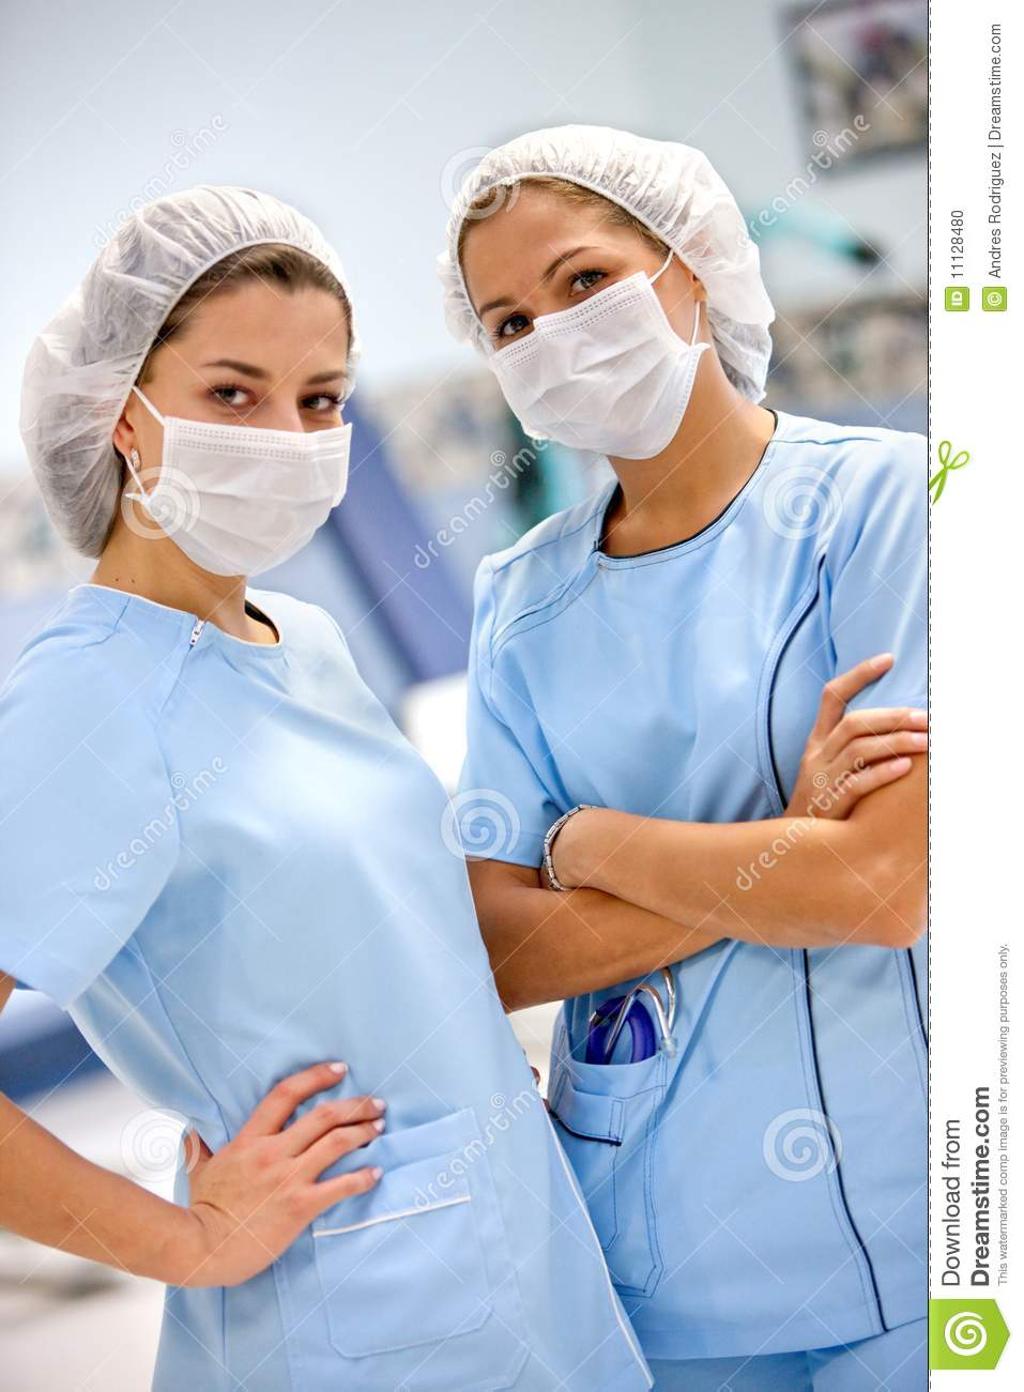 dreamstime
dreamstime
dreamstime
dreamstime
dreamstime
dreamstime
ID 11128480
© Andres Rodriguez | Dreamstime.com
Download from
Dreamstime.com
This watermarked comp image is for previewing purposes only.